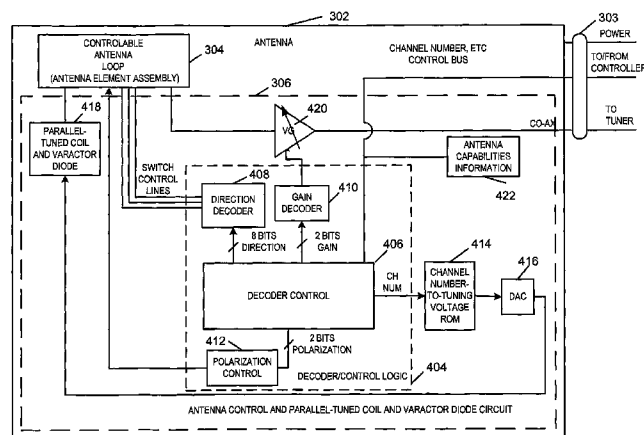 302
303
CONTROLABLE
ANTENNA
LOOP
(ANTENNA ELEMENT ASSEMBLY)
304
ANTENNA
CHANNEL NUMBER, ETC
CONTROL BUS
POWER
TO/FROM
CONTROLLER
306
418
420
VG
CO-AX
TO
TUNER
PARALLEL-
TUNED COIL
AND VARACTOR
DIODE
SWITCH
CONTROL
LINES
408
DIRECTION
DECODER
GAIN
DECODER
410
ANTENNA
CAPABILITIES
INFORMATION
422
8 BITS
DIRECTION
2 BITS
GAIN
406
DECODER CONTROL
CH
NUM
414
CHANNEL
NUMBER-
TO-TUNING
VOLTAGE
ROM
416
DAC
2 BITS
POLARIZATION
412
POLARIZATION
CONTROL
DECODER/CONTROL LOGIC
404
ANTENNA CONTROL AND PARALLEL-TUNED COIL AND VARACTOR DIODE CIRCUIT